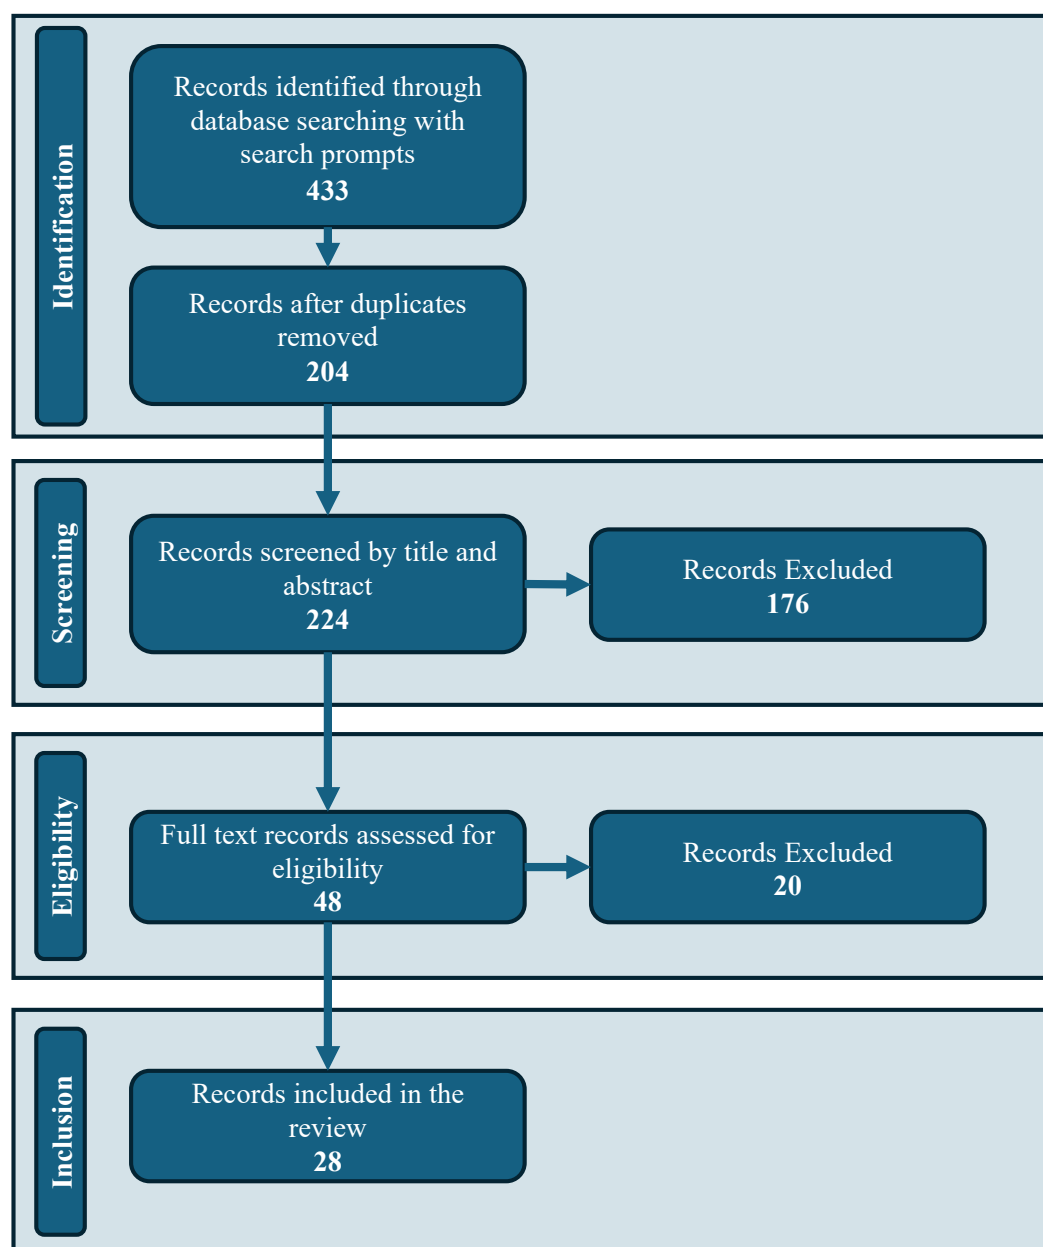 Identification
Records identified through
database searching with
search prompts
433
Records after duplicates
removed
204
Screening
Records screened by title and
abstract
224
Records Excluded
176
Eligibility
Full text records assessed for
eligibility
48
Records Excluded
20
Inclusion
Records included in the
review
28